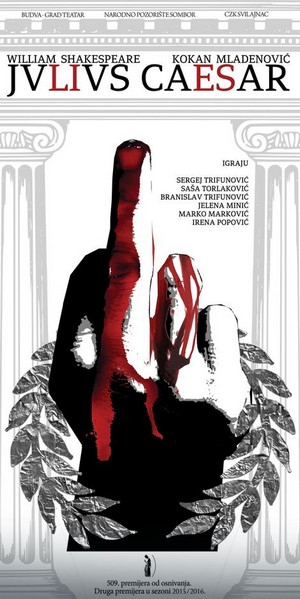 BUDVA - GRAD TEATAR NARODNO POZORIŠTE SOMBOR CZK SVILAJNAC
WILLIAM SHAKESPEARE KOKAN MLADENOVIĆ
JVLIVS CAESAR
IGRAJU
SERGEJ TRIFUNOVIĆ
SAŠA TORLAKOVIĆ
BRANISLAV TRIFUNOVIĆ
JELENA MINIĆ
MARKO MARKOVIĆ
IRENA POPOVIĆ
509. premijera od osnivanja.
Druga premijera u sezoni 2015/2016.